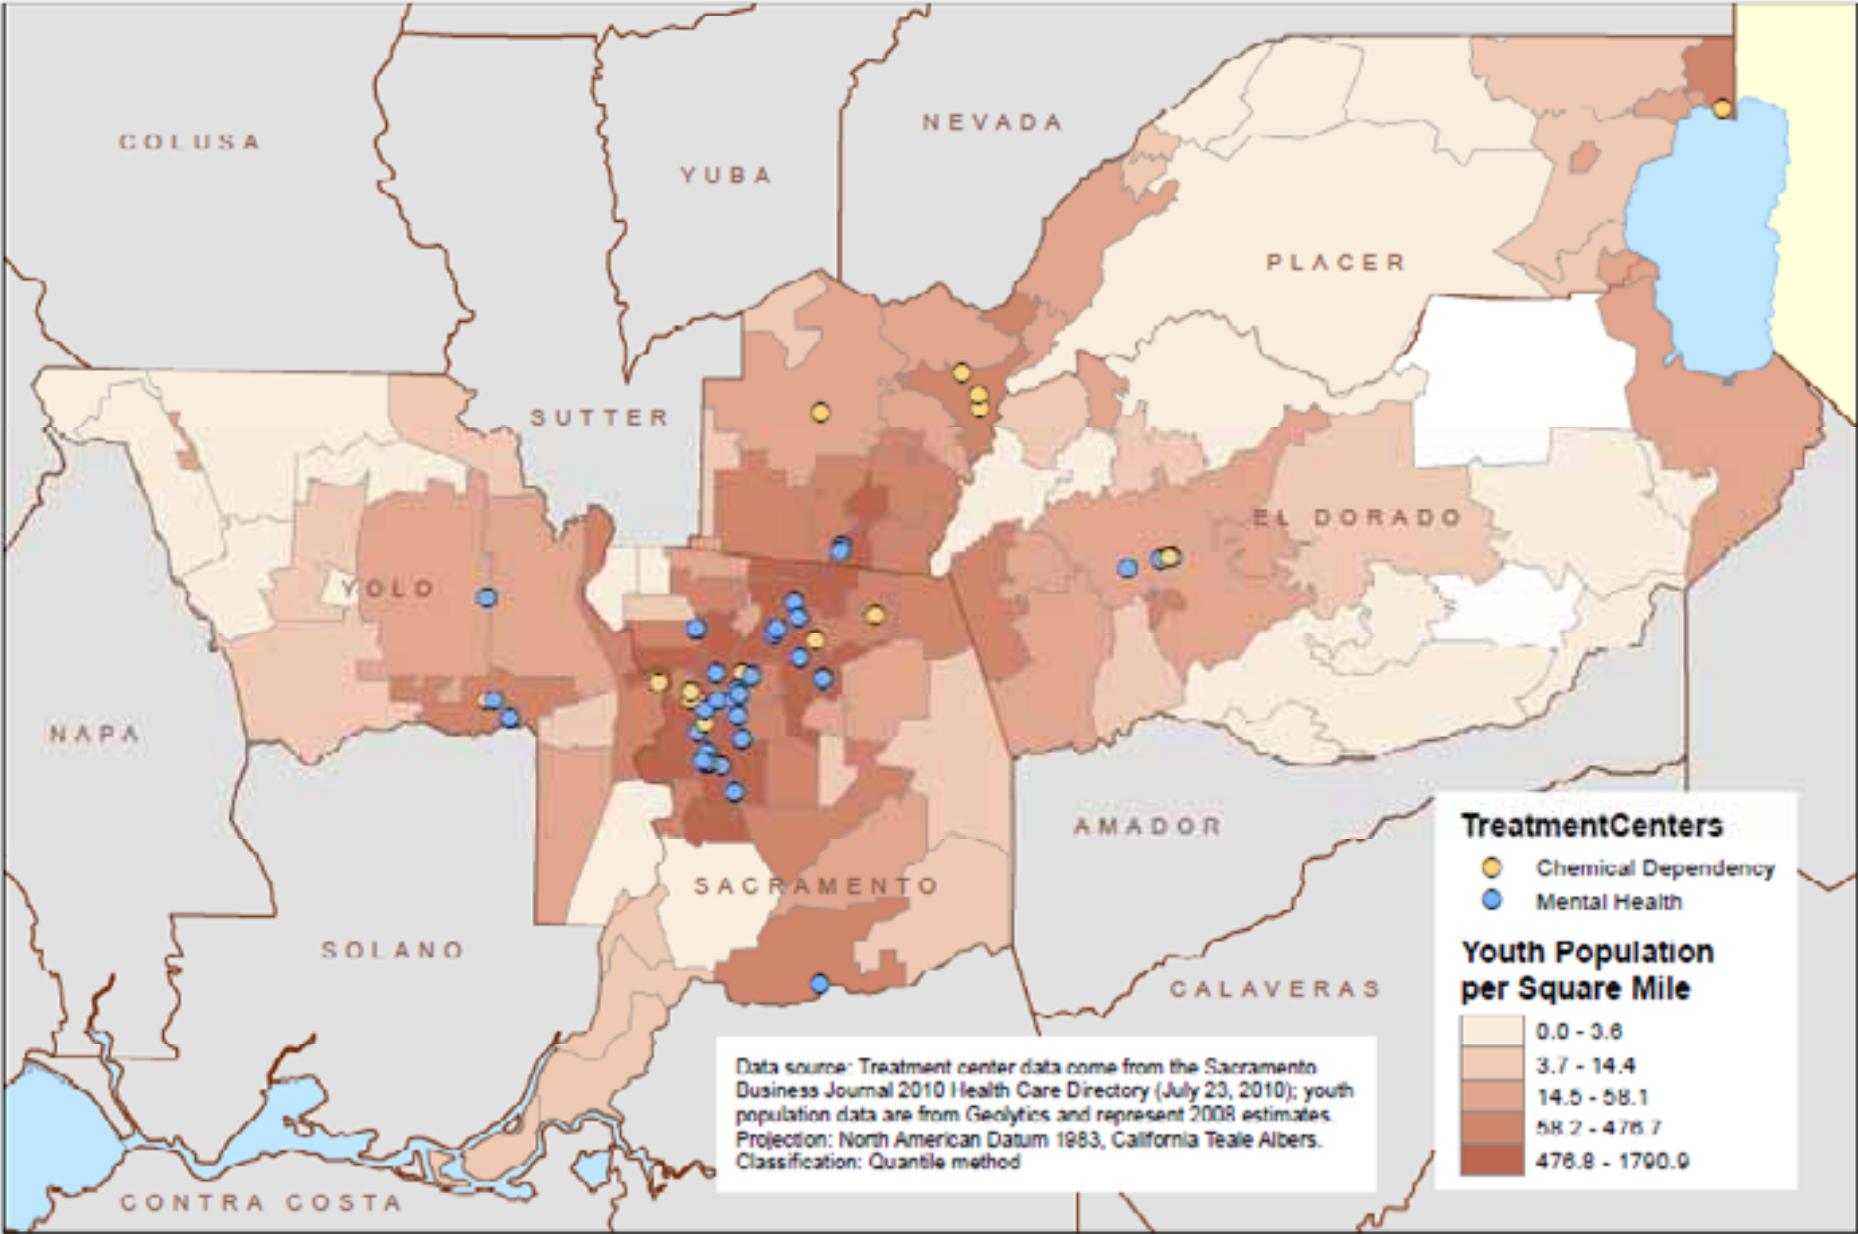 COLUSA
NEVADA
YUBA
PLACER
SUTTER
EL DORADO
YOLO
NAPA
AMADOR
SACRAMENTO
SOLANO
CALAVERAS
CONTRA COSTA
TreatmentCenters
Chemical Dependency
Mental Health
Youth Population
per Square Mile
0.0 - 3.6
3.7 - 14.4
14.5 - 58.1
58.2 - 476.7
476.8 - 1790.9
Data source: Treatment center data come from the Sacramento
Business Journal 2010 Health Care Directory (July 23, 2010); youth
population data are from Geolytics and represent 2008 estimates.
Projection: North American Datum 1983, California Teale Albers.
Classification: Quantile method